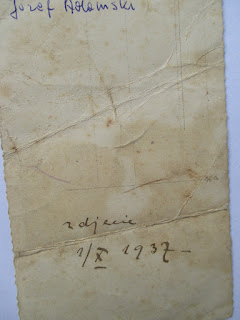 Józef Adamski
zdjęcie
1/X 1937